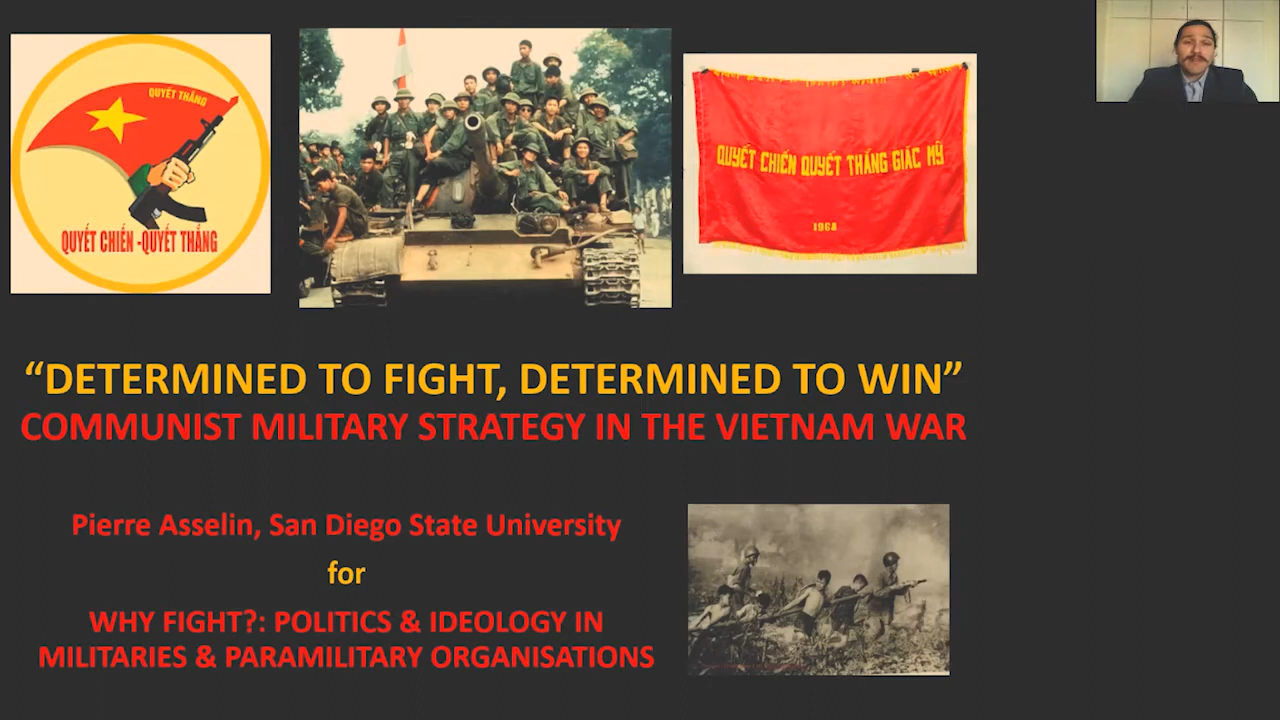 QUYẾT THẮNG
QUYẾT CHIẾN -QUYẾT THẮNG
QUYẾT CHIẾN QUYẾT THẮNG GIẶC MỸ
1964
“DETERMINED TO FIGHT, DETERMINED TO WIN”
COMMUNIST MILITARY STRATEGY IN THE VIETNAM WAR
Pierre Asselin, San Diego State University
for
WHY FIGHT?: POLITICS & IDEOLOGY IN
MILITARIES & PARAMILITARY ORGANISATIONS